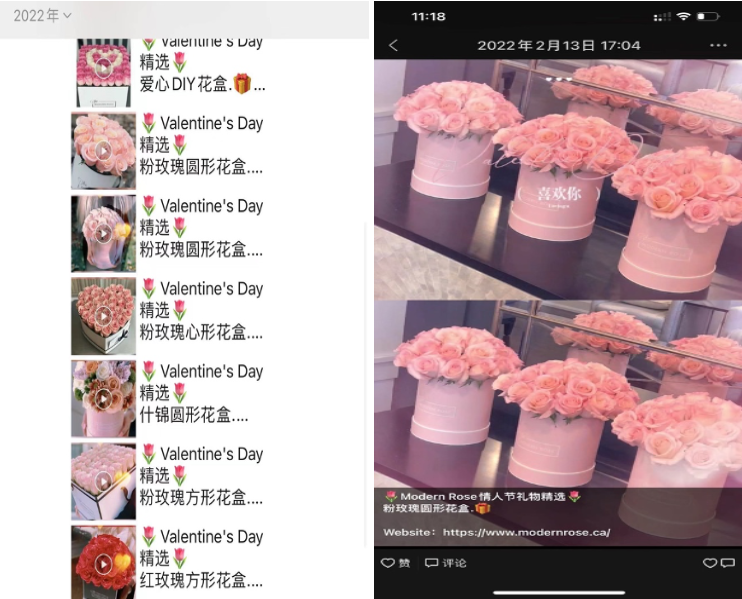 2022年
Valentine's Day
精选
爱心DIY花盒.🎁...
Valentine's Day
精选
粉玫瑰圆形花盒....
Valentine's Day
精选
粉玫瑰圆形花盒....
Valentine's Day
精选
粉玫瑰心形花盒....
Valentine's Day
精选
什锦圆形花盒....
Valentine's Day
精选
粉玫瑰方形花盒....
Valentine's Day
精选
红玫瑰方形花盒....
11:18
2022年2月13日 17:04
喜欢你
🌷Modern Rose情人节礼物精选🌷
粉玫瑰圆形花盒.🎁
Website: https://www.modernrose.ca/
赞 评论